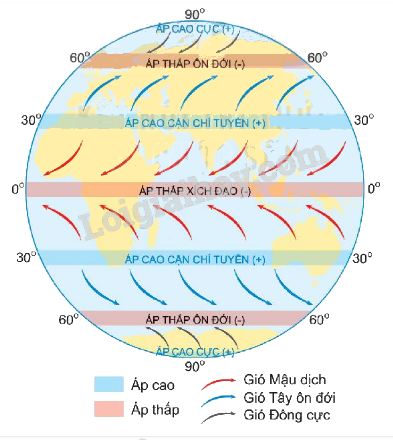 90°
ÁP CAO CỰC (+)
60° 60°
ÁP THẤP ÔN ĐỚI (-)
30° 30°
ÁP CAO CẬN CHÍ TUYẾN (+)
Loigiaihay.com
0° 0°
ÁP THẤP XÍCH ĐẠO (-)
30° 30°
ÁP CAO CẬN CHÍ TUYẾN (+)
60° 60°
ÁP THẤP ÔN ĐỚI (-)
ÁP CAO CỰC (+)
90°
Áp cao
Áp thấp
Gió Mậu dịch
Gió Tây ôn đới
Gió Đông cực